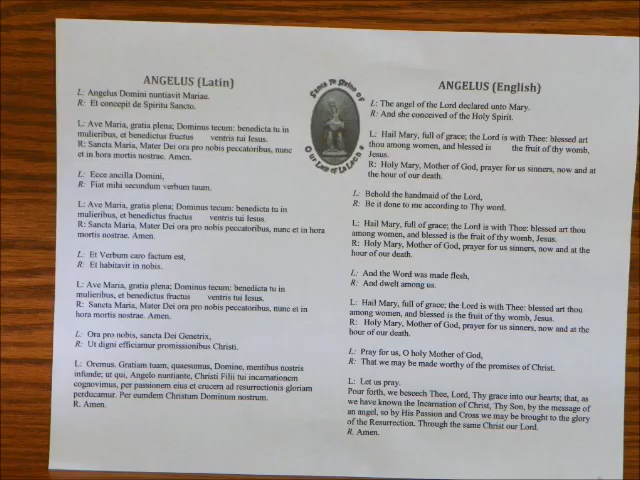 ANGELUS (Latin)
L: Angelus Domini nuntiavit Mariae.
R: Et concepit de Spiritu Sancto.
L: Ave Maria, gratia plena; Dominus tecum: benedicta tu in
mulieribus, et benedictus fructus ventris tui Iesus.
R: Sancta Maria, Mater Dei ora pro nobis peccatoribus, nunc
et in hora mortis nostrae. Amen.
L: Ecce ancilla Domini,
R: Fiat mihi secundum verbum tuum.
L: Ave Maria, gratia plena; Dominus tecum: benedicta tu in
mulieribus, et benedictus fructus ventris tui Iesus.
R: Sancta Maria, Mater Dei ora pro nobis peccatoribus, nunc et in hora
mortis nostrae. Amen.
L: Et Verbum caro factum est,
R: Et habitavit in nobis.
L: Ave Maria, gratia plena; Dominus tecum: benedicta tu in
mulieribus, et benedictus fructus ventris tui Iesus.
R: Sancta Maria, Mater Dei ora pro nobis peccatoribus, nunc et in
hora mortis nostrae. Amen.
L: Ora pro nobis, sancta Dei Genetrix,
R: Ut digni efficiamur promissionibus Christi.
L: Oremus. Gratiam tuam, quaesumus, Domine, mentibus nostris
infunde; ut qui, Angelo nuntiante, Christi Filii tui incarnationem
cognovimus, per passionem eius et crucem ad resurrectionis gloriam
perducamur. Per eumdem Christum Dominum nostrum.
R. Amen.
ANGELUS (English)
L: The angel of the Lord declared unto Mary.
R: And she conceived of the Holy Spirit.
L: Hail Mary, full of grace; the Lord is with Thee: blessed art
thou among women, and blessed is the fruit of thy womb,
Jesus.
R: Holy Mary, Mother of God, prayer for us sinners, now and at
the hour of our death.
L: Behold the handmaid of the Lord,
R: Be it done to me according to Thy word.
L: Hail Mary, full of grace; the Lord is with Thee: blessed art thou
among women, and blessed is the fruit of thy womb, Jesus.
R: Holy Mary, Mother of God, prayer for us sinners, now and at the
hour of our death.
L: And the Word was made flesh,
R: And dwelt among us.
L: Hail Mary, full of grace; the Lord is with Thee: blessed art thou
among women, and blessed is the fruit of thy womb, Jesus.
R: Holy Mary, Mother of God, prayer for us sinners, now and at the
hour of our death.
L: Pray for us, O holy Mother of God,
R: That we may be made worthy of the promises of Christ.
L: Let us pray.
Pour forth, we beseech Thee, Lord, Thy grace into our hearts; that, as
we have known the Incarnation of Christ, Thy Son, by the message of
an angel, so by His Passion and Cross we may be brought to the glory
of the Resurrection. Through the same Christ our Lord.
R. Amen.
Our Lady of La Leche